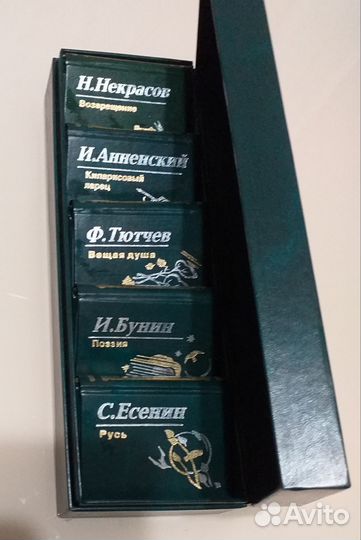 Н.Некрасов
Возвращение
И.Анненский
Кипарисовый
ларец
Ф.Тютчев
Вещая душа
И.Бунин
Поэзия
С.Есенин
Русь
Avito